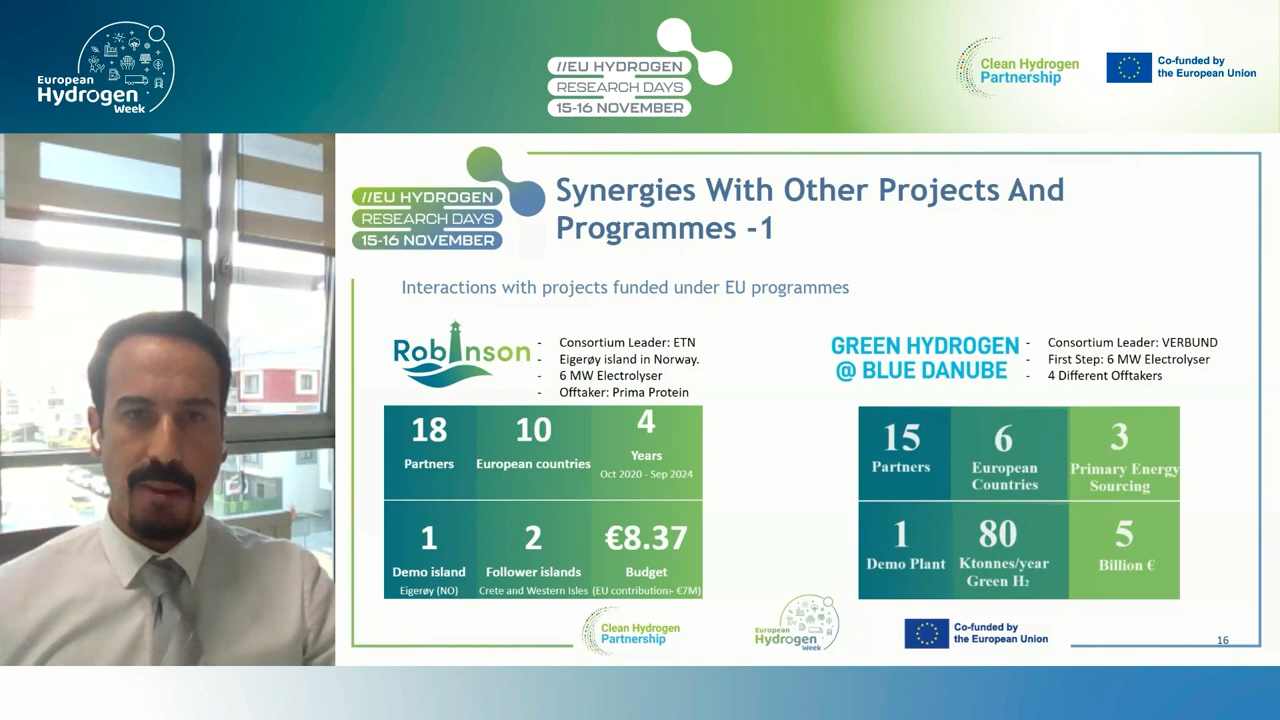 European
Hydrogen
Week
//EU HYDROGEN
RESEARCH DAYS
15-16 NOVEMBER
Clean Hydrogen
Partnership
Co-funded by
the European Union
//EU HYDROGEN
RESEARCH DAYS
15-16 NOVEMBER
Synergies With Other Projects And
Programmes -1
Interactions with projects funded under EU programmes
Robinson
- Consortium Leader: ETN
- Eigerøy island in Norway.
- 6 MW Electrolyser
- Offtaker: Prima Protein
18
Partners
10
European countries
4
Years
Oct 2020 - Sep 2024
1
Demo island
Eigerøy (NO)
2
Follower islands
Crete and Western Isles
€8.37
Budget
(EU contribution:- €7M)
GREEN HYDROGEN
@ BLUE DANUBE
- Consortium Leader: VERBUND
- First Step: 6 MW Electrolyser
- 4 Different Offtakers
15
Partners
6
European
Countries
3
Primary Energy
Sourcing
1
Demo Plant
80
Ktonnes/year
Green H₂
5
Billion €
Clean Hydrogen
Partnership
European
Hydrogen
Week
Co-funded by
the European Union
16